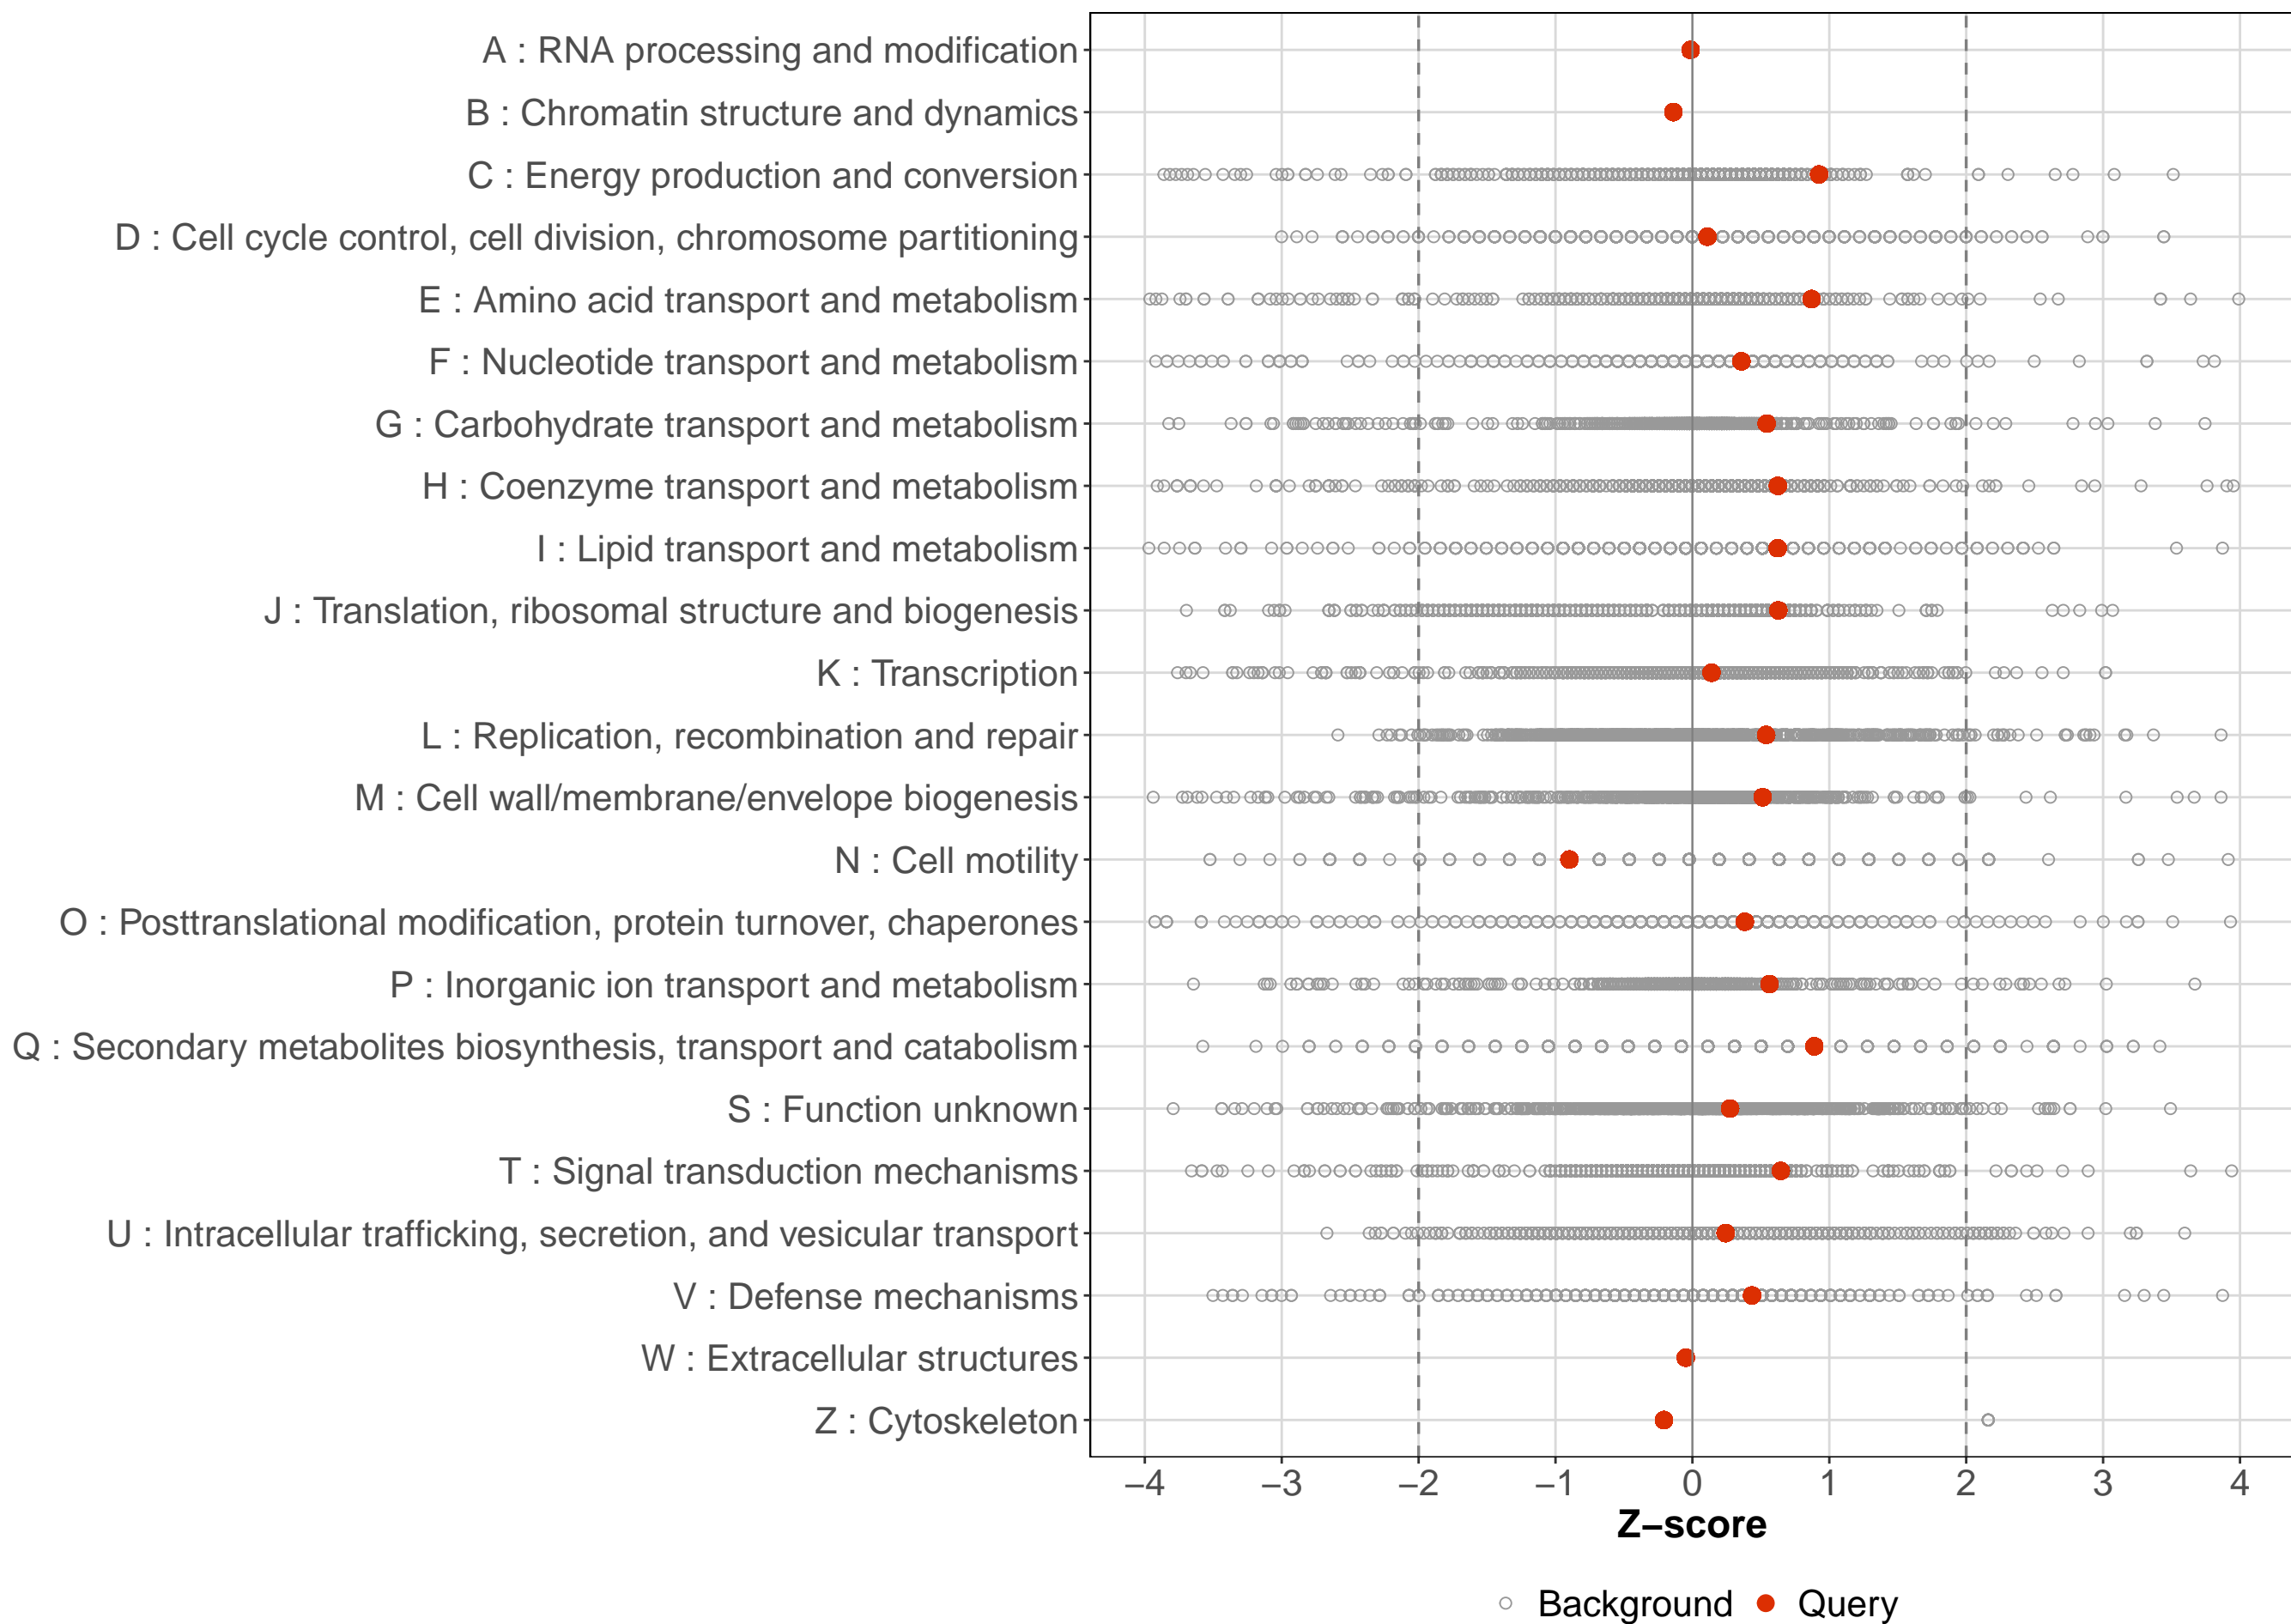 A : RNA processing and modification
B : Chromatin structure and dynamics
C : Energy production and conversion
D : Cell cycle control, cell division, chromosome partitioning
E : Amino acid transport and metabolism
F : Nucleotide transport and metabolism
G : Carbohydrate transport and metabolism
H : Coenzyme transport and metabolism
I : Lipid transport and metabolism
J : Translation, ribosomal structure and biogenesis
K : Transcription
L : Replication, recombination and repair
M : Cell wall/membrane/envelope biogenesis
N : Cell motility
O : Posttranslational modification, protein turnover, chaperones
P : Inorganic ion transport and metabolism
Q : Secondary metabolites biosynthesis, transport and catabolism
S : Function unknown
T : Signal transduction mechanisms
U : Intracellular trafficking, secretion, and vesicular transport
V : Defense mechanisms
W : Extracellular structures
Z : Cytoskeleton
−4 −3 −2 −1 0 1 2 3 4
Z−score
Background Query